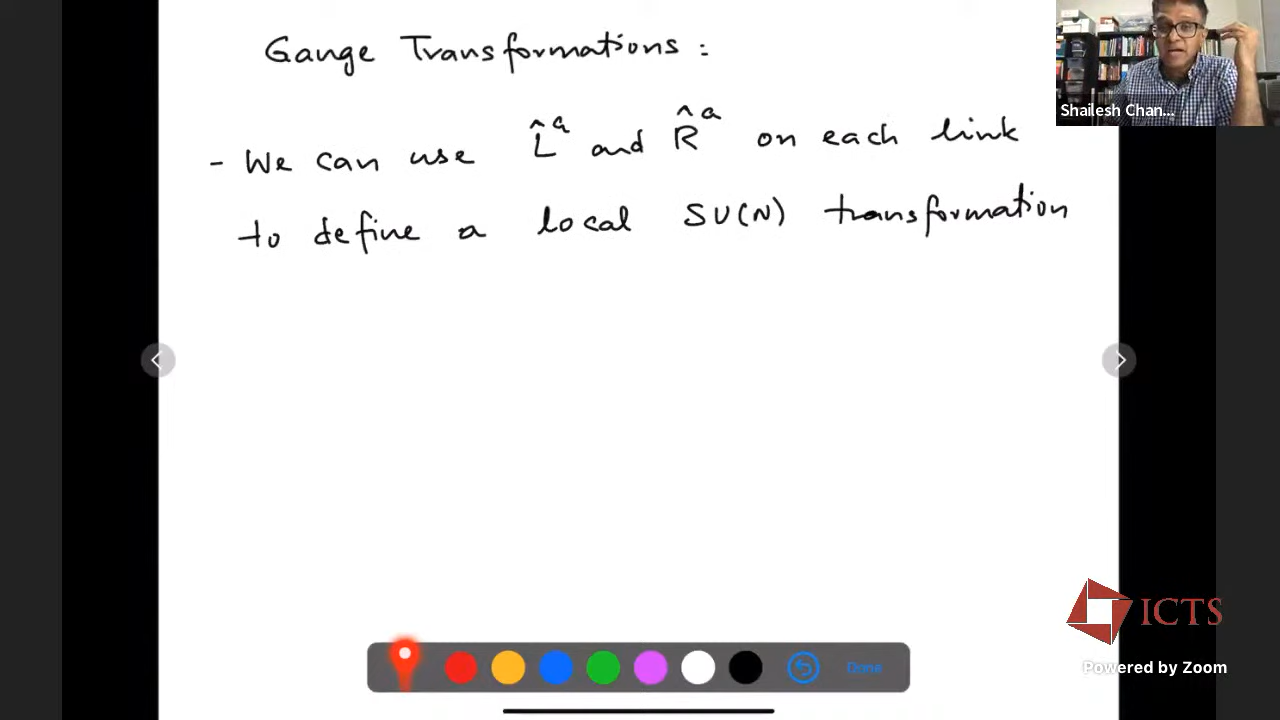 Gauge Transformations :
Shailesh Chan...
- We can use L̂ᵃ and R̂ᵃ on each link
to define a local SU(N) transformation
ICTS
Done
Powered by Zoom